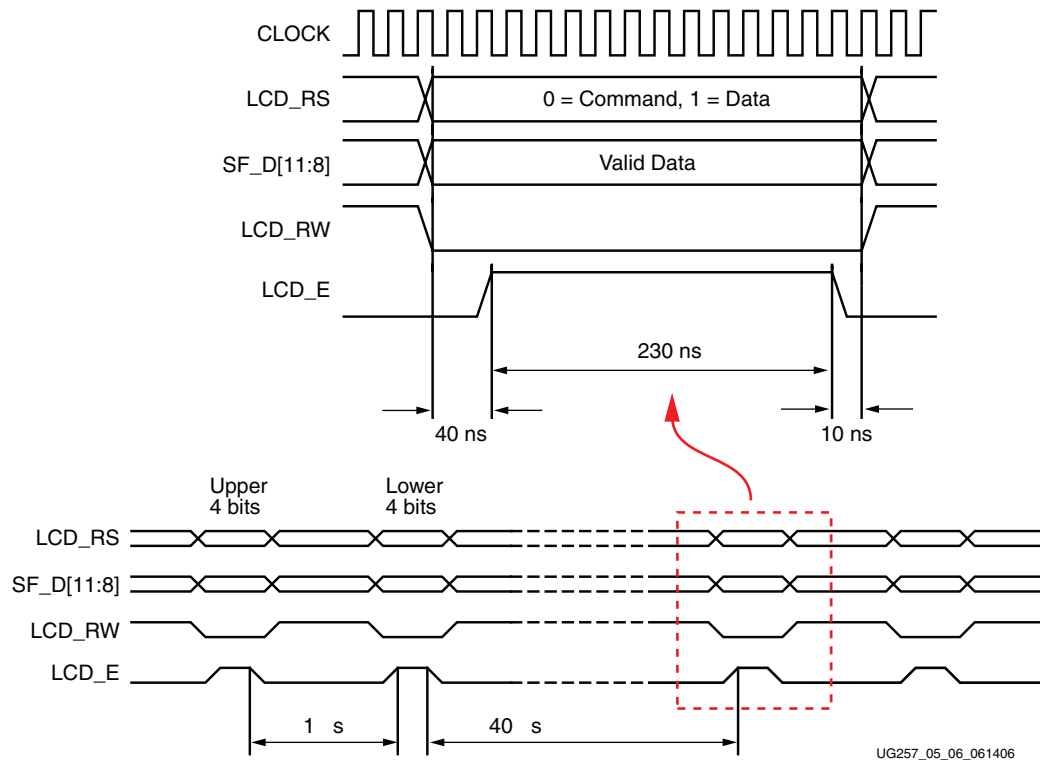 CLOCK
LCD_RS
0 = Command, 1 = Data
SF_D[11:8]
Valid Data
LCD_RW
LCD_E
230 ns
40 ns
10 ns
Upper
4 bits
Lower
4 bits
LCD_RS
SF_D[11:8]
LCD_RW
LCD_E
1 s
40 s
UG257_05_06_061406